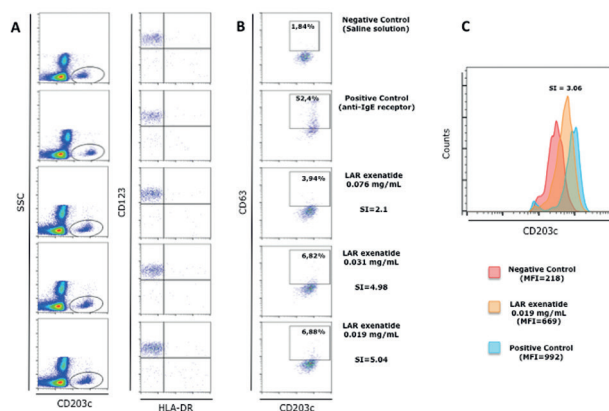 A
B
C
SSC
CD203c
CD123
HLA-DR
CD63
1,84%
Negative Control
(Saline solution)
52,4%
Positive Control
(anti-IgE receptor)
3,94%
LAR exenatide
0.076 mg/mL
SI=2.1
6,82%
LAR exenatide
0.031 mg/mL
SI=4.98
6,88%
LAR exenatide
0.019 mg/mL
SI=5.04
CD203c
SI = 3.06
Counts
CD203c
Negative Control
(MFI=218)
LAR exenatide
0.019 mg/mL
(MFI=669)
Positive Control
(MFI=992)